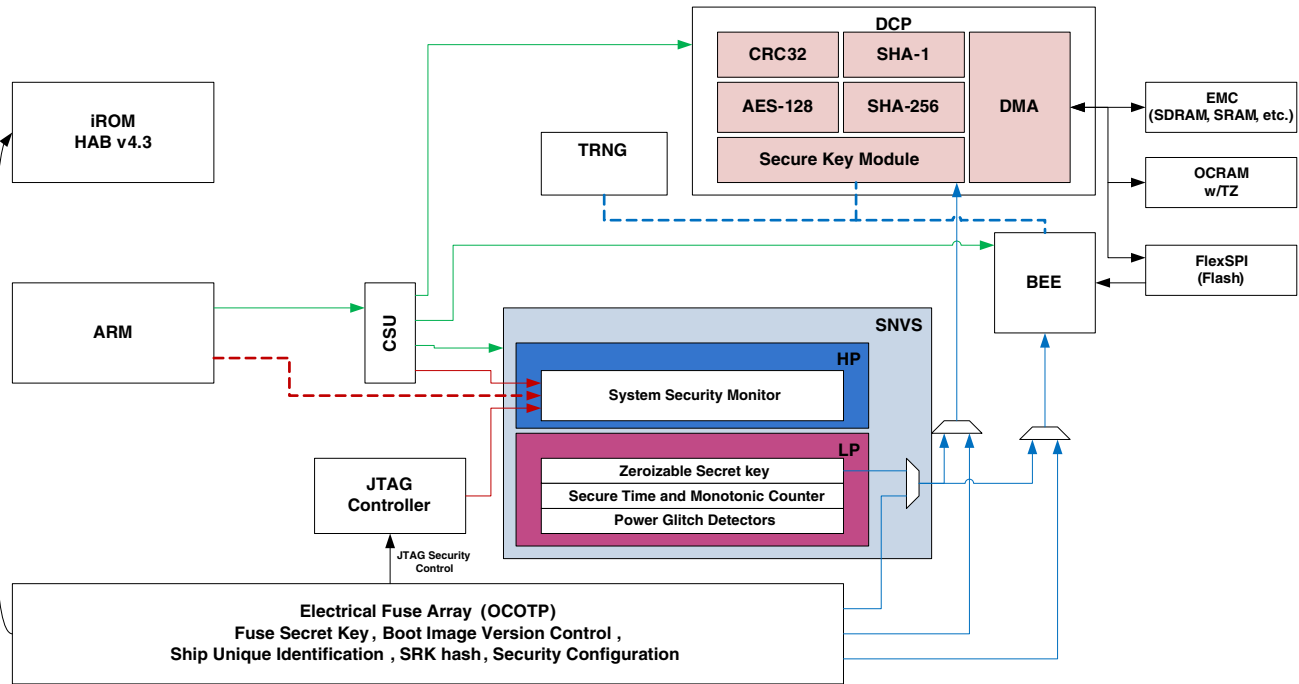 DCP
CRC32
SHA-1
AES-128
SHA-256
DMA
Secure Key Module
iROM
HAB v4.3
TRNG
EMC
(SDRAM, SRAM, etc.)
OCRAM
w/TZ
FlexSPI
(Flash)
BEE
ARM
CSU
SNVS
HP
System Security Monitor
LP
Zeroizable Secret key
Secure Time and Monotonic Counter
Power Glitch Detectors
JTAG
Controller
JTAG Security
Control
Electrical Fuse Array (OCOTP)
Fuse Secret Key , Boot Image Version Control ,
Ship Unique Identification , SRK hash, Security Configuration